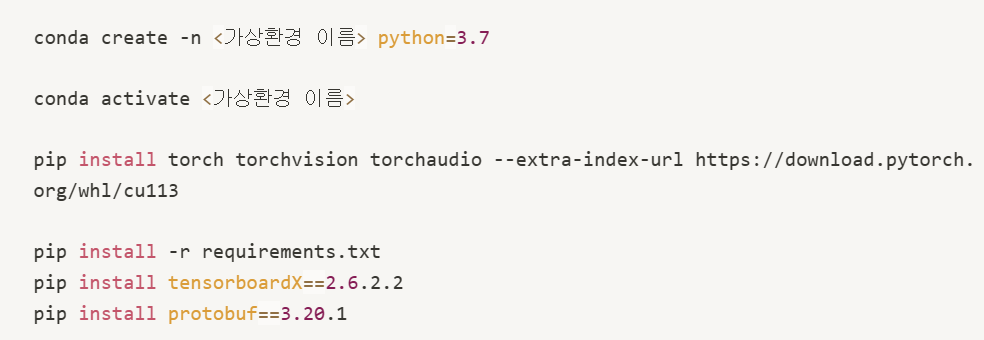 conda create -n <가상환경 이름> python=3.7
conda activate <가상환경 이름>
pip install torch torchvision torchaudio --extra-index-url https://download.pytorch.
org/whl/cu113
pip install -r requirements.txt
pip install tensorboardX==2.6.2.2
pip install protobuf==3.20.1